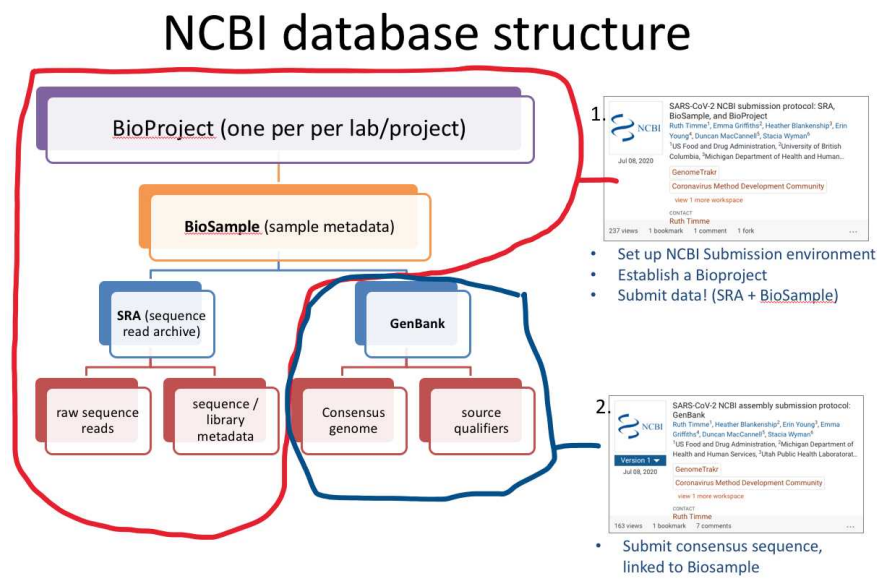 NCBI database structure
BioProject (one per per lab/project)
BioSample (sample metadata)
SRA (sequence
read archive)
GenBank
raw sequence
reads
sequence /
library
metadata
Consensus
genome
source
qualifiers
1.
NCBI
Jul 08, 2020
SARS-CoV-2 NCBI submission protocol: SRA,
BioSample, and BioProject
Ruth Timme1, Emma Griffiths2, Heather Blankenship3, Erin
Young4, Duncan MacCannell5, Stacia Wyman6
1US Food and Drug Administration, 2University of British
Columbia, 3Michigan Department of Health and Human...
GenomeTrakr
Coronavirus Method Development Community
view 1 more workspace
CONTACT
Ruth Timme
237 views 1 bookmark 1 comment 1 fork ...
• Set up NCBI Submission environment
• Establish a Bioproject
• Submit data! (SRA + BioSample)
2.
NCBI
Version 1
Jul 08, 2020
SARS-CoV-2 NCBI assembly submission protocol:
GenBank
Ruth Timme1, Heather Blankenship2, Erin Young3, Emma
Griffiths4, Duncan MacCannell5, Stacia Wyman6
1US Food and Drug Administration, 2Michigan Department of
Health and Human Services, 3Utah Public Health Laboratorat...
GenomeTrakr
Coronavirus Method Development Community
view 1 more workspace
CONTACT
Ruth Timme
163 views 1 bookmark 7 comments ...
• Submit consensus sequence,
linked to Biosample